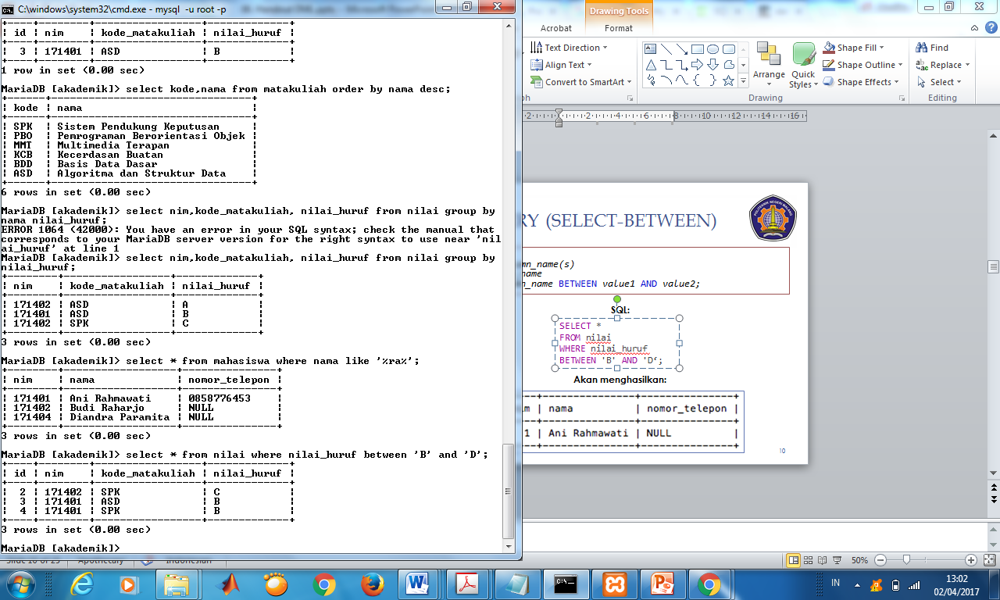 C:\windows\system32\cmd.exe - mysql -u root -p
| id | nim | kode_matakuliah | nilai_huruf |
| 3 | 171401 | ASD | B |
1 row in set (0.00 sec)
MariaDB [akademik]> select kode,nama from matakuliah order by nama desc;
| kode | nama |
| SPK | Sistem Pendukung Keputusan |
| PBO | Pemrograman Berorientasi Objek |
| MMT | Multimedia Terapan |
| KCB | Kecerdasan Buatan |
| BDD | Basis Data Dasar |
| ASD | Algoritma dan Struktur Data |
6 rows in set (0.00 sec)
MariaDB [akademik]> select nim,kode_matakuliah, nilai_huruf from nilai group by
nama nilai_huruf;
ERROR 1064 (42000): You have an error in your SQL syntax; check the manual that
corresponds to your MariaDB server version for the right syntax to use near 'nil
ai_huruf' at line 1
MariaDB [akademik]> select nim,kode_matakuliah, nilai_huruf from nilai group by
nilai_huruf;
| nim | kode_matakuliah | nilai_huruf |
| 171402 | ASD | A |
| 171401 | ASD | B |
| 171402 | SPK | C |
3 rows in set (0.00 sec)
MariaDB [akademik]> select * from mahasiswa where nama like '%ra%';
| nim | nama | nomor_telepon |
| 171401 | Ani Rahmawati | 0858776453 |
| 171402 | Budi Raharjo | NULL |
| 171404 | Diandra Paramita | NULL |
3 rows in set (0.00 sec)
MariaDB [akademik]> select * from nilai where nilai_huruf between 'B' and 'D';
| id | nim | kode_matakuliah | nilai_huruf |
| 2 | 171402 | SPK | C |
| 3 | 171401 | ASD | B |
| 4 | 171401 | SPK | B |
3 rows in set (0.00 sec)
MariaDB [akademik]>
Drawing Tools
Acrobat Format
Text Direction
Align Text
Convert to SmartArt
Arrange
Quick
Styles
Shape Fill
Shape Outline
Shape Effects
Drawing
Find
Replace
Select
Editing
2 2 4 6 8 10 12 14 16
RY (SELECT-BETWEEN)
mn_name(s)
name
n_name BETWEEN value1 AND value2;
SQL:
SELECT *
FROM nilai
WHERE nilai_huruf
BETWEEN 'B' AND 'D‘;
Akan menghasilkan:
im | nama | nomor_telepon |
1 | Ani Rahmawati | NULL |
10
Slide 10 of 25 "Apothecary" Indonesian
50%
IN
13:02
02/04/2017